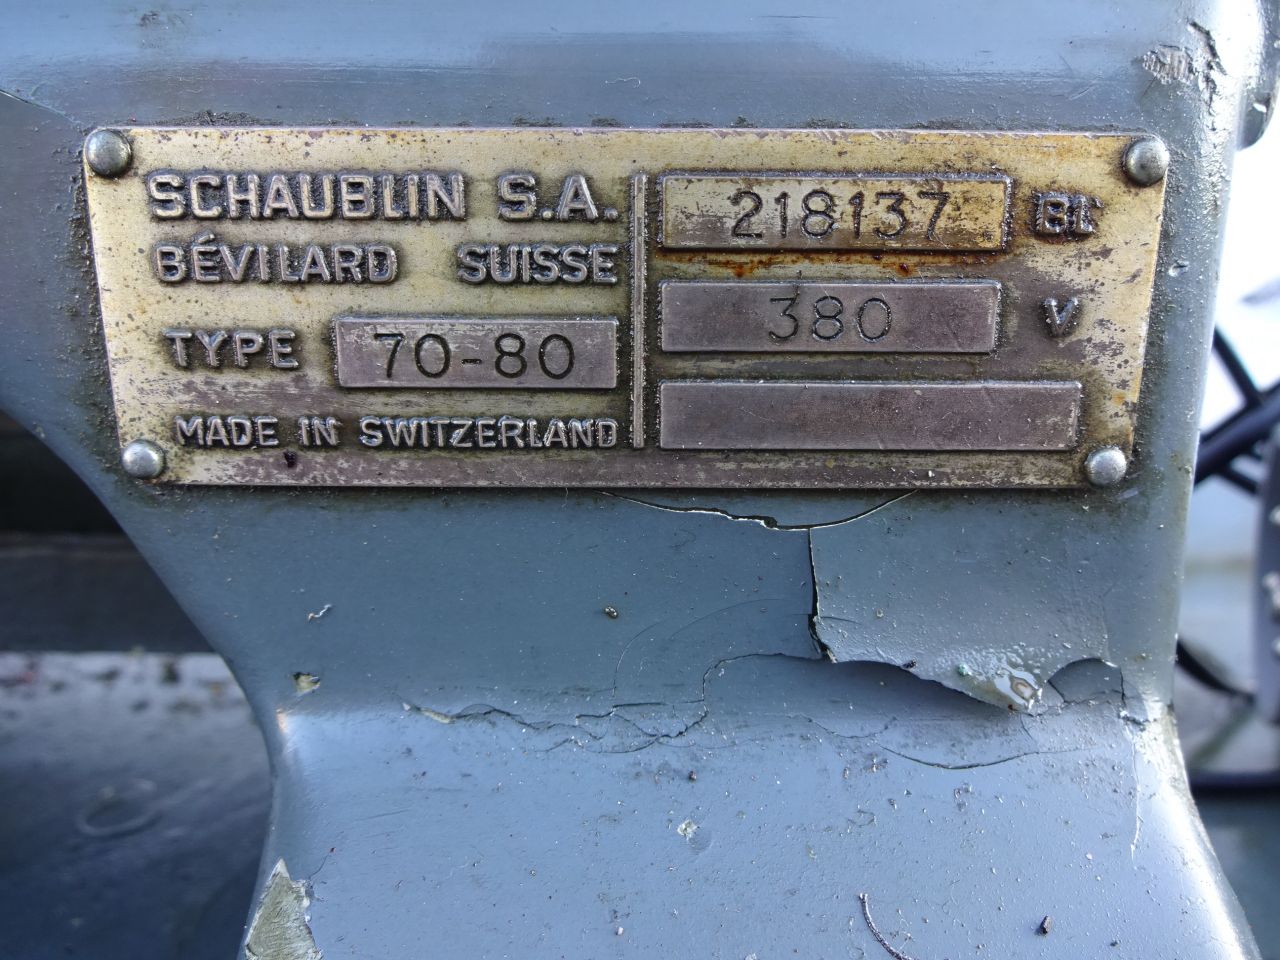 SCHAUBLIN S.A.
BÉVILARD SUISSE
TYPE 70-80
MADE IN SWITZERLAND
218137
380 V